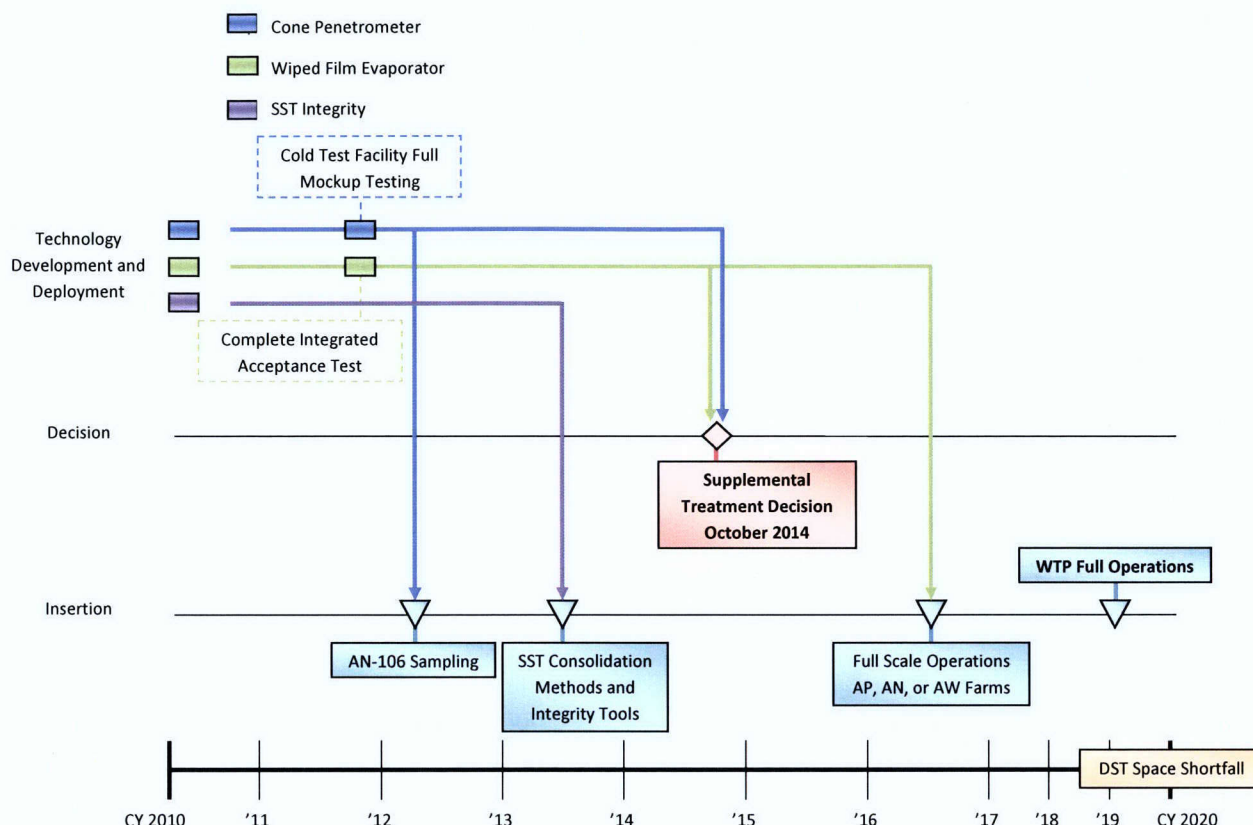 Cone Penetrometer
Wiped Film Evaporator
SST Integrity
Cold Test Facility Full
Mockup Testing
Technology
Development and
Deployment
Complete Integrated
Acceptance Test
Decision
Supplemental
Treatment Decision
October 2014
WTP Full Operations
Insertion
AN-106 Sampling
SST Consolidation
Methods and
Integrity Tools
Full Scale Operations
AP, AN, or AW Farms
DST Space Shortfall
CY 2010
'11
'12
'13
'14
'15
'16
'17
'18
'19
CY 2020